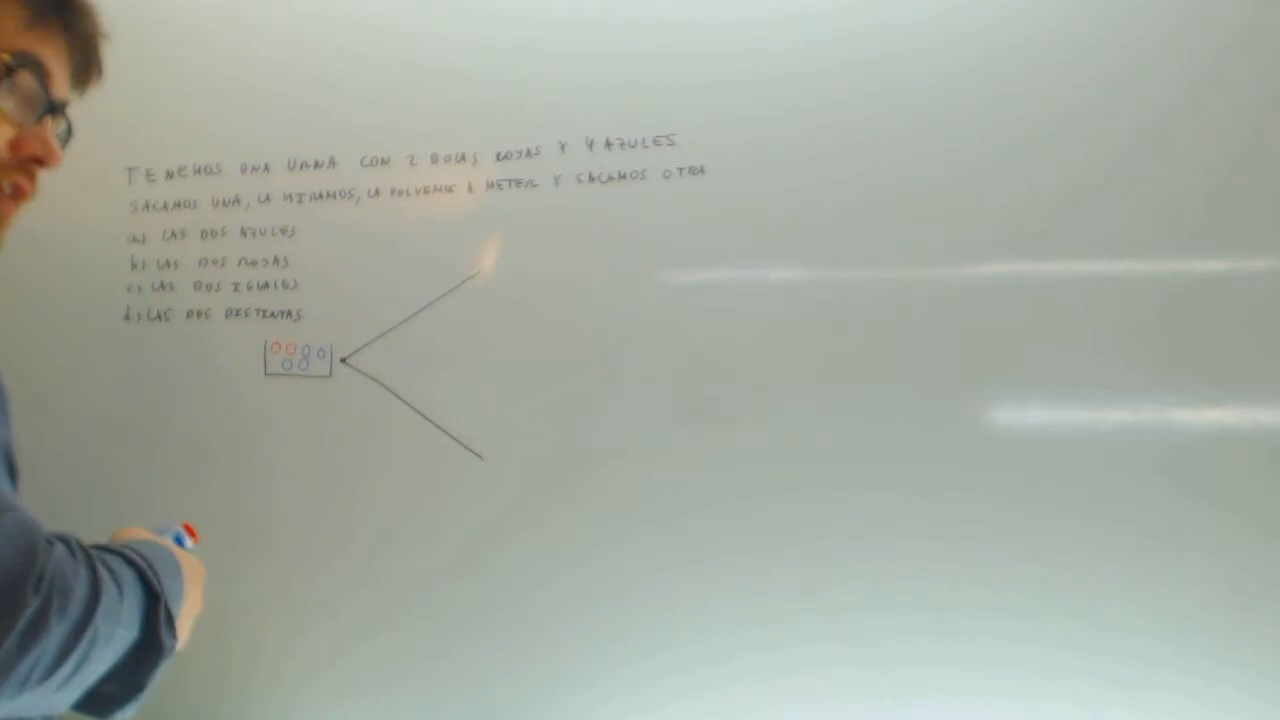 TENEMOS UNA URNA CON 2 BOLAS ROJAS Y 4 AZULES
SACAMOS UNA, LA MIRAMOS, LA VOLVEMOS A METER Y SACAMOS OTRA
a) LAS DOS AZULES
b) LAS DOS ROJAS
c) LAS DOS IGUALES
d) LAS DOS DISTINTAS